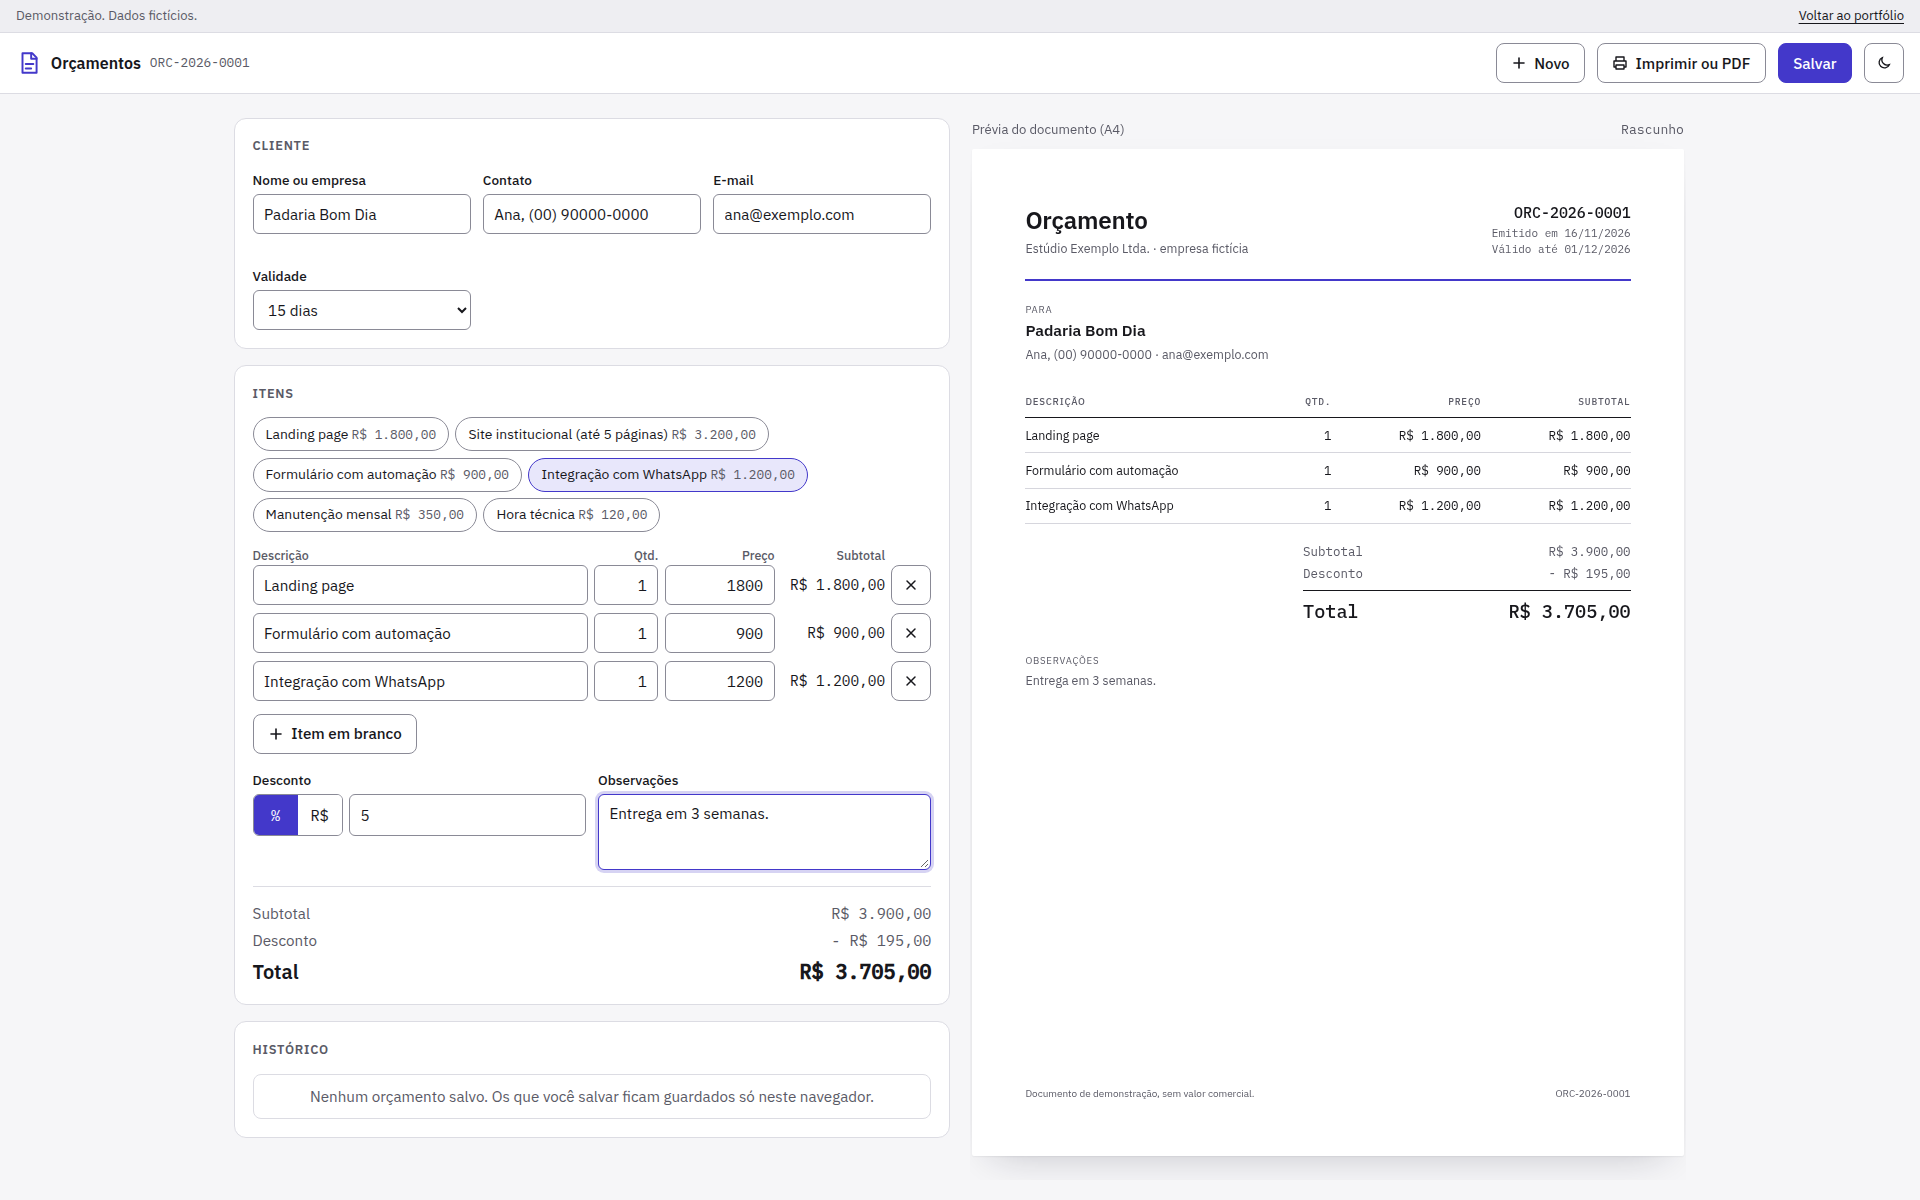 Demonstração. Dados fictícios.
Voltar ao portfólio
Orçamentos ORC-2026-0001
Novo
Imprimir ou PDF
Salvar
CLIENTE
Nome ou empresa
Contato
E-mail
Padaria Bom Dia
Ana, (00) 90000-0000
ana@exemplo.com
Validade
15 dias
ITENS
Landing page R$ 1.800,00
Site institucional (até 5 páginas) R$ 3.200,00
Formulário com automação R$ 900,00
Integração com WhatsApp R$ 1.200,00
Manutenção mensal R$ 350,00
Hora técnica R$ 120,00
Descrição Qtd. Preço Subtotal
Landing page 1 1800 R$ 1.800,00
Formulário com automação 1 900 R$ 900,00
Integração com WhatsApp 1 1200 R$ 1.200,00
Item em branco
Desconto
Observações
% R$ 5
Entrega em 3 semanas.
Subtotal R$ 3.900,00
Desconto - R$ 195,00
Total R$ 3.705,00
HISTÓRICO
Nenhum orçamento salvo. Os que você salvar ficam guardados só neste navegador.
Prévia do documento (A4)
Rascunho
Orçamento
Estúdio Exemplo Ltda. · empresa fictícia
ORC-2026-0001
Emitido em 16/11/2026
Válido até 01/12/2026
PARA
Padaria Bom Dia
Ana, (00) 90000-0000 · ana@exemplo.com
DESCRIÇÃO QTD. PREÇO SUBTOTAL
Landing page 1 R$ 1.800,00 R$ 1.800,00
Formulário com automação 1 R$ 900,00 R$ 900,00
Integração com WhatsApp 1 R$ 1.200,00 R$ 1.200,00
Subtotal R$ 3.900,00
Desconto - R$ 195,00
Total R$ 3.705,00
OBSERVAÇÕES
Entrega em 3 semanas.
Documento de demonstração, sem valor comercial.
ORC-2026-0001